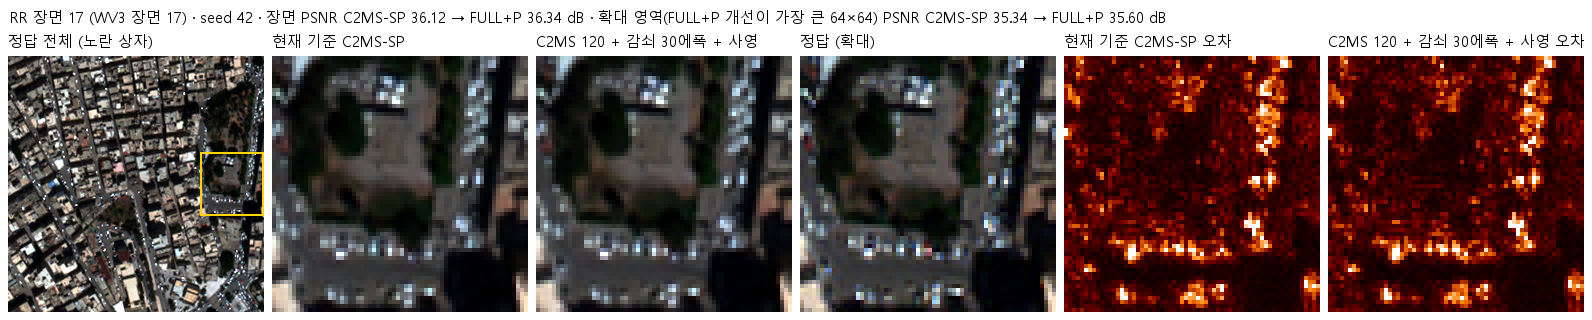 RR 장면 17 (WV3 장면 17) · seed 42 · 장면 PSNR C2MS-SP 36.12 → FULL+P 36.34 dB · 확대 영역(FULL+P 개선이 가장 큰 64×64) PSNR C2MS-SP 35.34 → FULL+P 35.60 dB
정답 전체 (노란 상자)
현재 기준 C2MS-SP
C2MS 120 + 감쇠 30에폭 + 사영
정답 (확대)
현재 기준 C2MS-SP 오차
C2MS 120 + 감쇠 30에폭 + 사영 오차